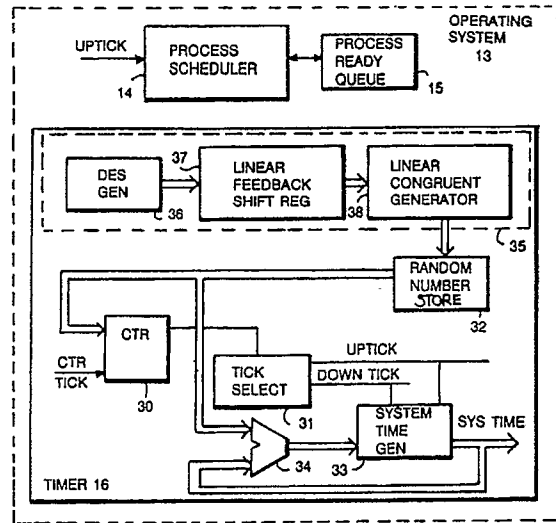 OPERATING
SYSTEM
13
UPTICK
PROCESS
SCHEDULER
14
PROCESS
READY
QUEUE
15
37
DES
GEN
36
LINEAR
FEEDBACK
SHIFT REG
38
LINEAR
CONGRUENT
GENERATOR
35
RANDOM
NUMBER
STORE
32
CTR
CTR
TICK
30
TICK
SELECT
31
UPTICK
DOWN TICK
34
SYSTEM
TIME
GEN
33
SYS TIME
TIMER 16